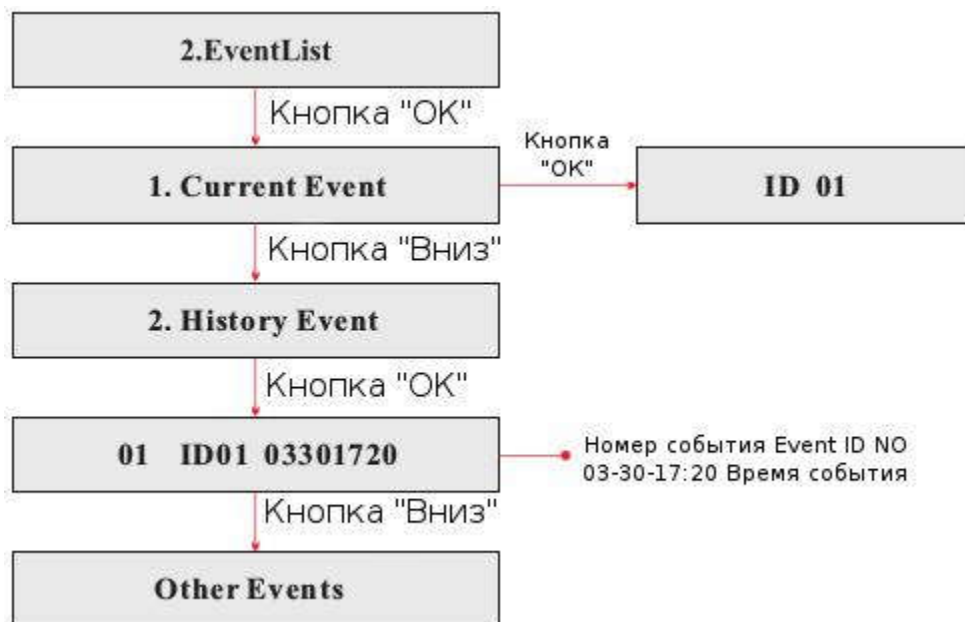 2.EventList
Кнопка "ОК"
1. Current Event
Кнопка
"ОК"
ID 01
Кнопка "Вниз"
2. History Event
Кнопка "ОК"
01 ID01 03301720
Номер события Event ID NO
03-30-17:20 Время события
Кнопка "Вниз"
Other Events